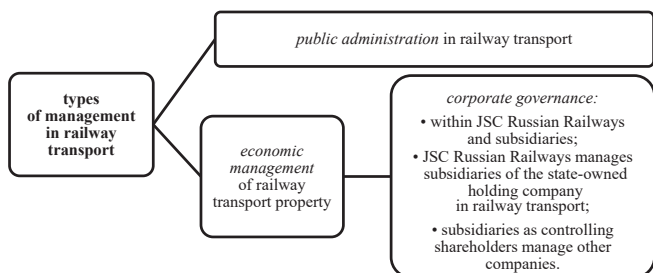 public administration in railway transport
types
of management
in railway
transport
economic
management
of railway
transport property
corporate governance:
• within JSC Russian Railways
and subsidiaries;
• JSC Russian Railways manages
subsidiaries of the state-owned
holding company
in railway transport;
• subsidiaries as controlling
shareholders manage other
companies.